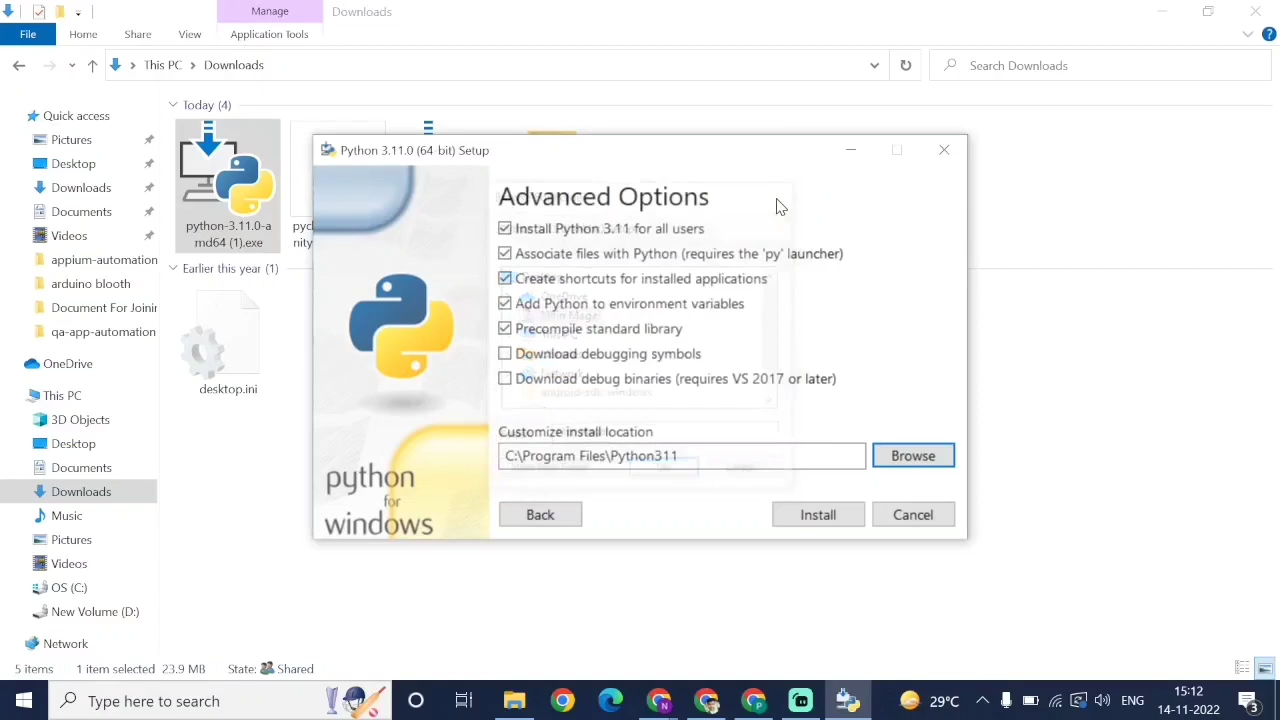 Manage
Downloads
File
Home
Share
View
Application Tools
This PC
Downloads
Search Downloads
Quick access
Pictures
Desktop
Downloads
Documents
Videos
appium-automation
arduino blooth
Document For Joinir
qa-app-automation
OneDrive
This PC
3D Objects
Desktop
Documents
Downloads
Music
Pictures
Videos
OS (C:)
New Volume (D:)
Network
Today (4)
python-3.11.0-a
md64 (1).exe
pych
nity
Earlier this year (1)
desktop.ini
Python 3.11.0 (64-bit) Setup
Advanced Options
Install Python 3.11 for all users
Associate files with Python (requires the 'py' launcher)
Create shortcuts for installed applications
Add Python to environment variables
Precompile standard library
Download debugging symbols
Download debug binaries (requires VS 2017 or later)
Customize install location
C:\Program Files\Python311
Browse
Back
Install
Cancel
python
for
windows
5 items
1 item selected 23.9 MB
State:
Shared
Type here to search
29°C
ENG
15:12
14-11-2022
3